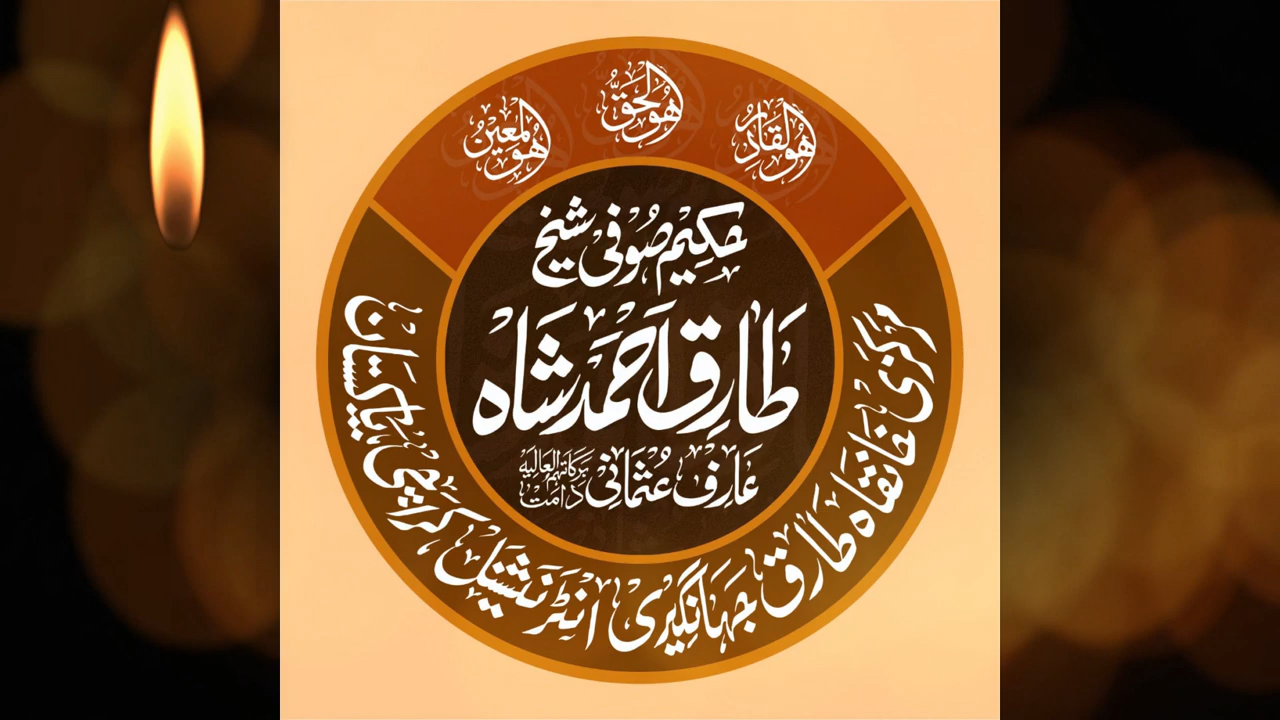 هو القادر
هو الحق
هو المعین
حکیم صوفی شیخ
طارق احمد شاہ
عارف عثمانی دامت برکاتہم العالیہ
مرکزی خانقاہ طارق جہانگیری انٹرنیشنل کراچی پاکستان